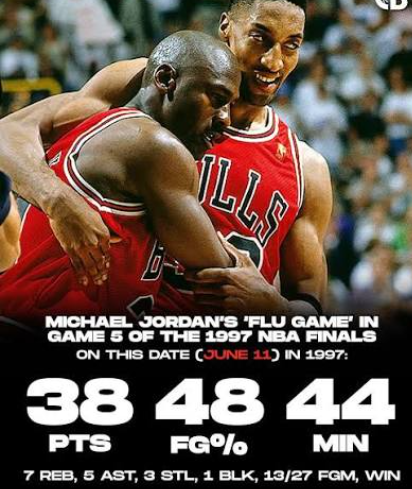 B
BULLS
B
MICHAEL JORDAN'S 'FLU GAME' IN
GAME 5 OF THE 1997 NBA FINALS
ON THIS DATE (JUNE 11) IN 1997:
38 48 44
PTS FG% MIN
7 REB, 5 AST, 3 STL, 1 BLK, 13/27 FGM, WIN